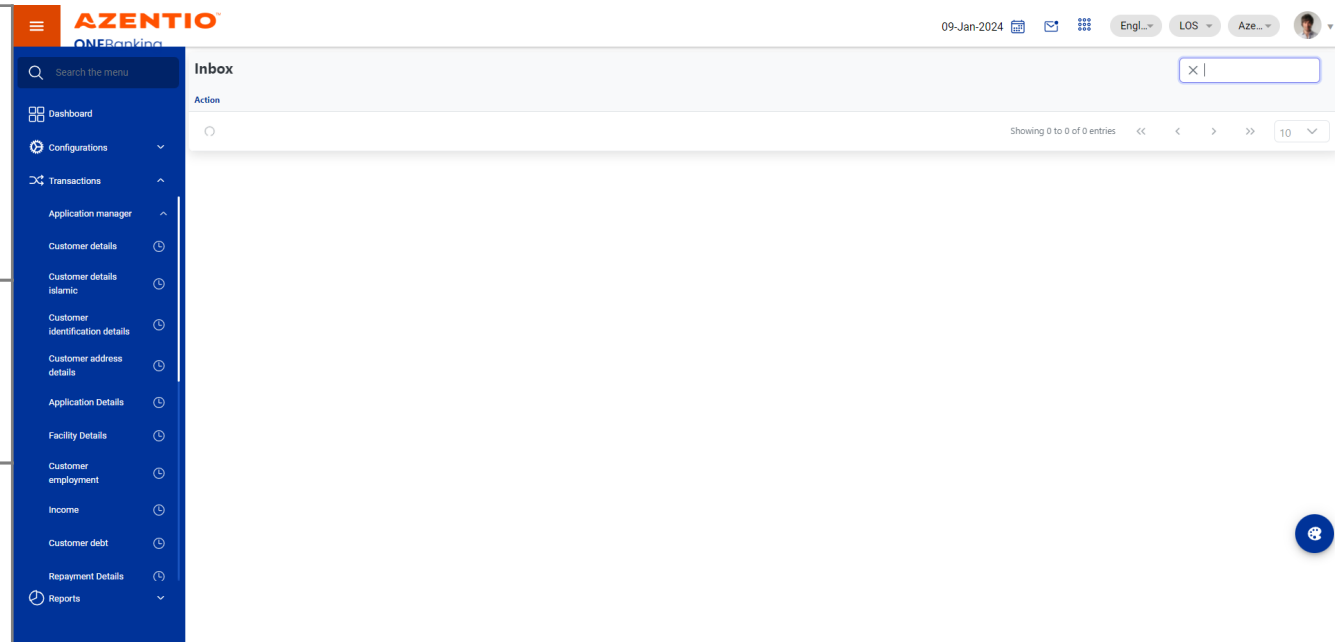 AZENTIO™
ONEBanking
09-Jan-2024
Engl...
LOS
Aze...
Search the menu
Dashboard
Configurations
Transactions
Application manager
Customer details
Customer details
islamic
Customer
identification details
Customer address
details
Application Details
Facility Details
Customer
employment
Income
Customer debt
Repayment Details
Reports
Inbox
Action
Showing 0 to 0 of 0 entries
10